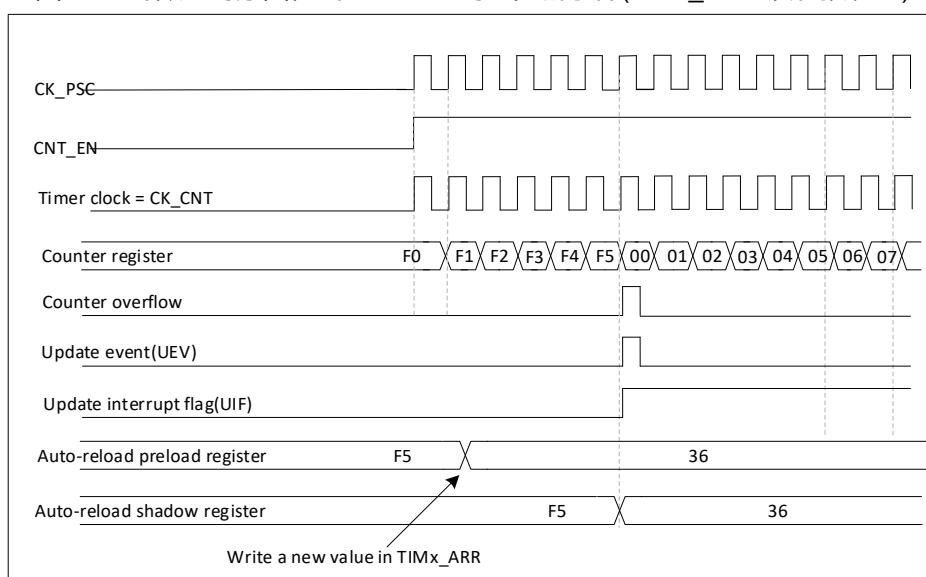 CK_PSC
CNT_EN
Timer clock = CK_CNT
Counter register F0 F1 F2 F3 F4 F5 00 01 02 03 04 05 06 07
Counter overflow
Update event(UEV)
Update interrupt flag(UIF)
Auto-reload preload register F5 36
Auto-reload shadow register F5 36
Write a new value in TIMx_ARR